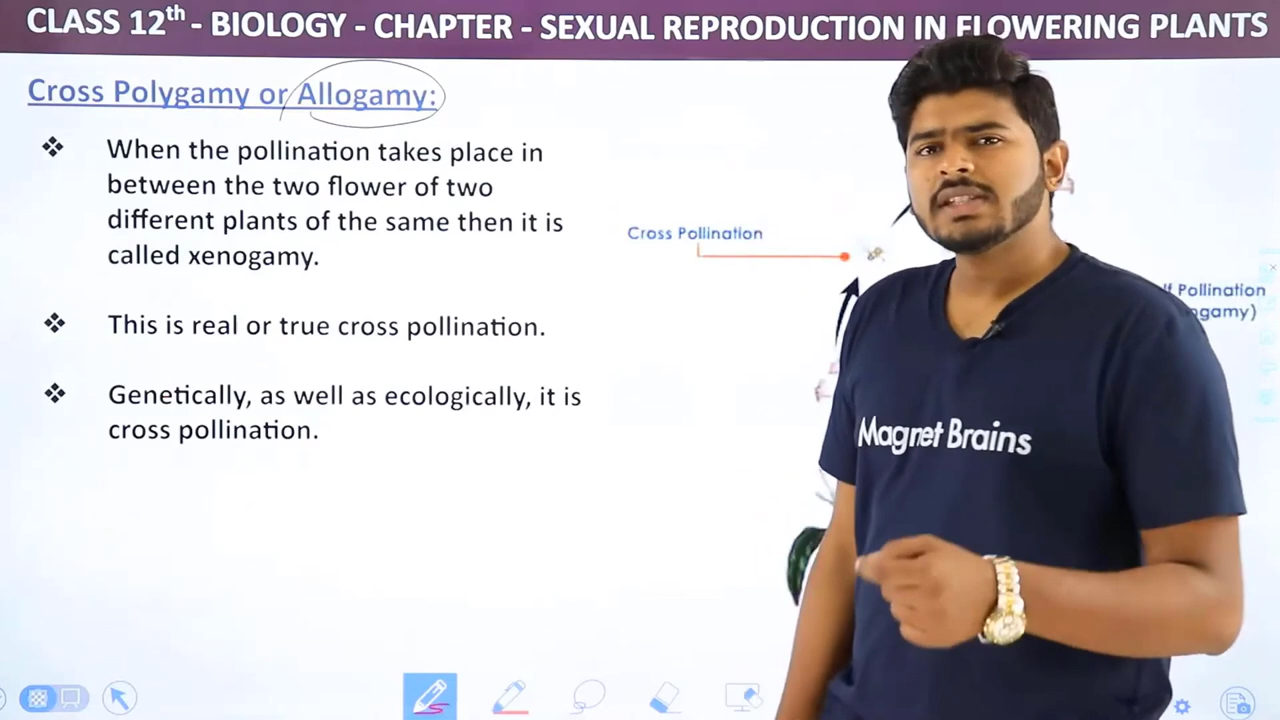 CLASS 12th - BIOLOGY - CHAPTER - SEXUAL REPRODUCTION IN FLOWERING PLANTS
Cross Polygamy or Allogamy:
❖ When the pollination takes place in
between the two flower of two
different plants of the same then it is
called xenogamy.
❖ This is real or true cross pollination.
❖ Genetically, as well as ecologically, it is
cross pollination.
Cross Pollination
Pollination
Magnet Brains